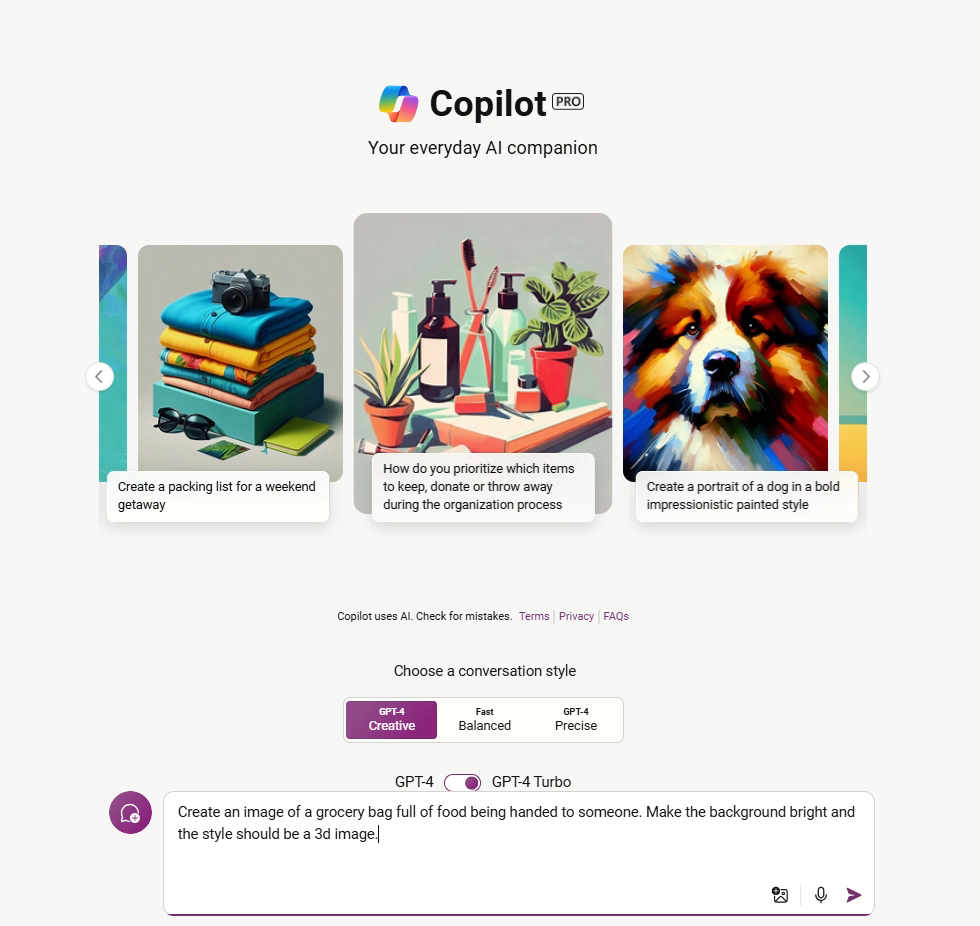 Copilot PRO
Your everyday AI companion
Create a packing list for a weekend
getaway
How do you prioritize which items
to keep, donate or throw away
during the organization process
Create a portrait of a dog in a bold
impressionistic painted style
Copilot uses AI. Check for mistakes. Terms Privacy FAQs
Choose a conversation style
GPT-4
Creative
Fast
Balanced
GPT-4
Precise
GPT-4 GPT-4 Turbo
Create an image of a grocery bag full of food being handed to someone. Make the background bright and
the style should be a 3d image.